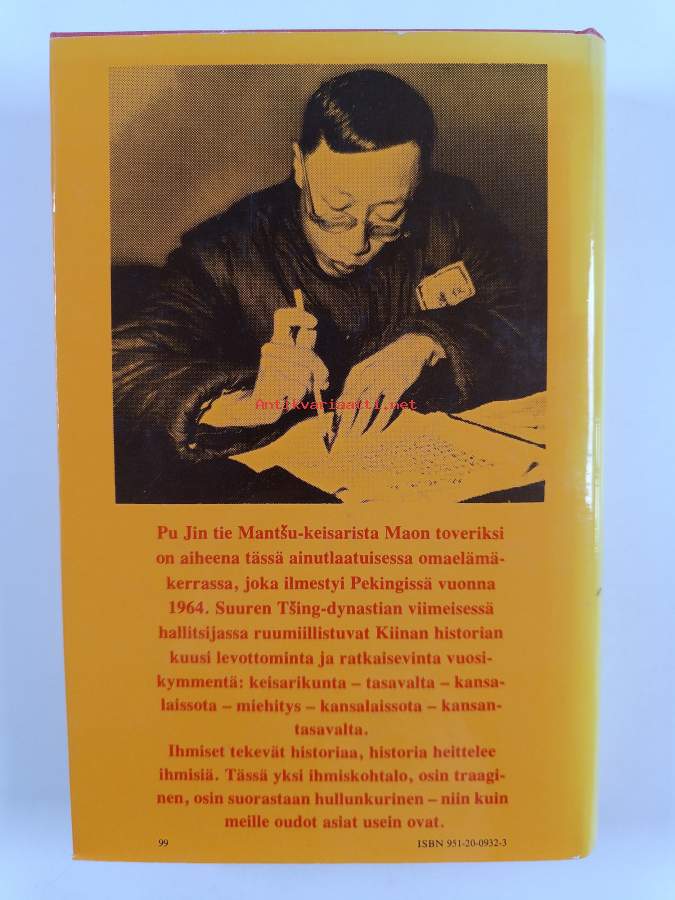 Antikvariaatti.net
Pu Jin tie Mantšu-keisarista Maon toveriksi
on aiheena tässä ainutlaatuisessa omaelämä-
kerrassa, joka ilmestyi Pekingissä vuonna
1964. Suuren Tšing-dynastian viimeisessä
hallitsijassa ruumiillistuvat Kiinan historian
kuusi levottominta ja ratkaisevinta vuosi-
kymmentä: keisarikunta – tasavalta – kansa-
laissota – miehitys – kansalaissota – kansan-
tasavalta.
Ihmiset tekevät historiaa, historia heittelee
ihmisiä. Tässä yksi ihmiskohtalo, osin traagi-
nen, osin suorastaan hullunkurinen – niin kuin
meille oudot asiat usein ovat.
99 ISBN 951-20-0932-3